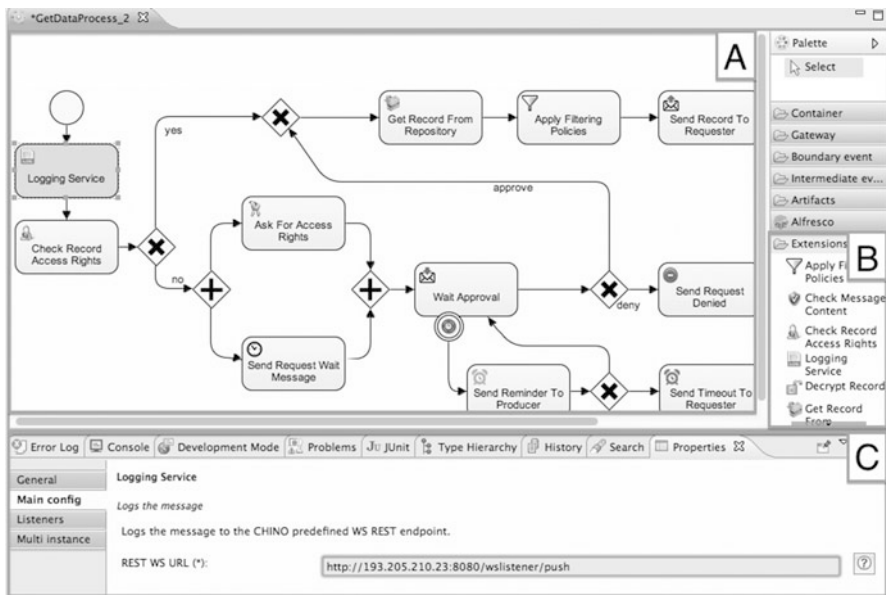 *GetDataProcess_2
A
Palette
Select
Container
Gateway
Boundary event
Intermediate ev...
Artifacts
Alfresco
Extensions
B
Apply Fi
Policies
Check Message
Content
Check Record
Access Rights
Logging
Service
Decrypt Record
Get Record
From
yes
Get Record From
Repository
Apply Filtering
Policies
Send Record To
Requester
Logging Service
approve
Check Record
Access Rights
Ask For Access
Rights
no
Wait Approval
deny
Send Request
Denied
Send Request Wait
Message
Send Reminder To
Producer
Send Timeout To
Requester
Error Log
Console
Development Mode
Problems
Ju JUnit
Type Hierarchy
History
Search
Properties
C
General
Main config
Listeners
Multi instance
Logging Service
Logs the message
Logs the message to the CHINO predefined WS REST endpoint.
REST WS URL (*):
http://193.205.210.23:8080/wslistener/push
?